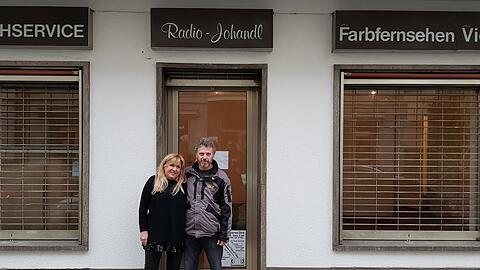 HSERVICE
Radio-Johandl
Farbfernsehen Vi